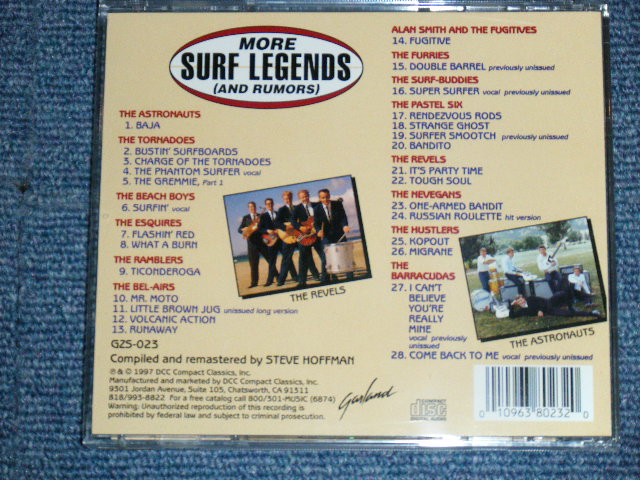 MORE
SURF LEGENDS
(AND RUMORS)
THE ASTRONAUTS
1. BAJA
THE TORNADOES
2. BUSTIN' SURFBOARDS
3. CHARGE OF THE TORNADOES
4. THE PHANTOM SURFER vocal
5. THE GREMMIE, Part 1
THE BEACH BOYS
6. SURFIN' vocal
THE ESQUIRES
7. FLASHIN' RED
8. WHAT A BURN
THE RAMBLERS
9. TICONDEROGA
THE BEL-AIRS
10. MR. MOTO
11. LITTLE BROWN JUG unissued long version
12. VOLCANIC ACTION
13. RUNAWAY
THE REVELS
GZS-023
Compiled and remastered by STEVE HOFFMAN
℗ & © 1997 DCC Compact Classics, Inc.
Manufactured and marketed by DCC Compact Classics, Inc.
9301 Jordan Avenue, Suite 105, Chatsworth, CA 91311
818/993-8822 For a free catalog call 800/301-MUSIC (6874)
Warning: Unauthorized reproduction of this recording is
prohibited by federal law and subject to criminal prosecution.
Garland
ALAN SMITH AND THE FUGITIVES
14. FUGITIVE
THE FURRIES
15. DOUBLE BARREL previously unissued
THE SURF-BUDDIES
16. SUPER SURFER vocal previously unissued
THE PASTEL SIX
17. RENDEZVOUS RODS
18. STRANGE GHOST
19. SURFER SMOOTCH previously unissued
20. BANDITO
THE REVELS
21. IT'S PARTY TIME
22. TOUGH SOUL
THE NEVEGANS
23. ONE-ARMED BANDIT
24. RUSSIAN ROULETTE hit version
THE HUSTLERS
25. KOPOUT
26. MIGRANE
THE
BARRACUDAS
27. I CAN'T
BELIEVE
YOU'RE
REALLY
MINE
vocal previously
unissued
28. COME BACK TO ME vocal previously unissued
THE ASTRONAUTS
COMPACT
disc
DIGITAL AUDIO
0 10963 80232 0